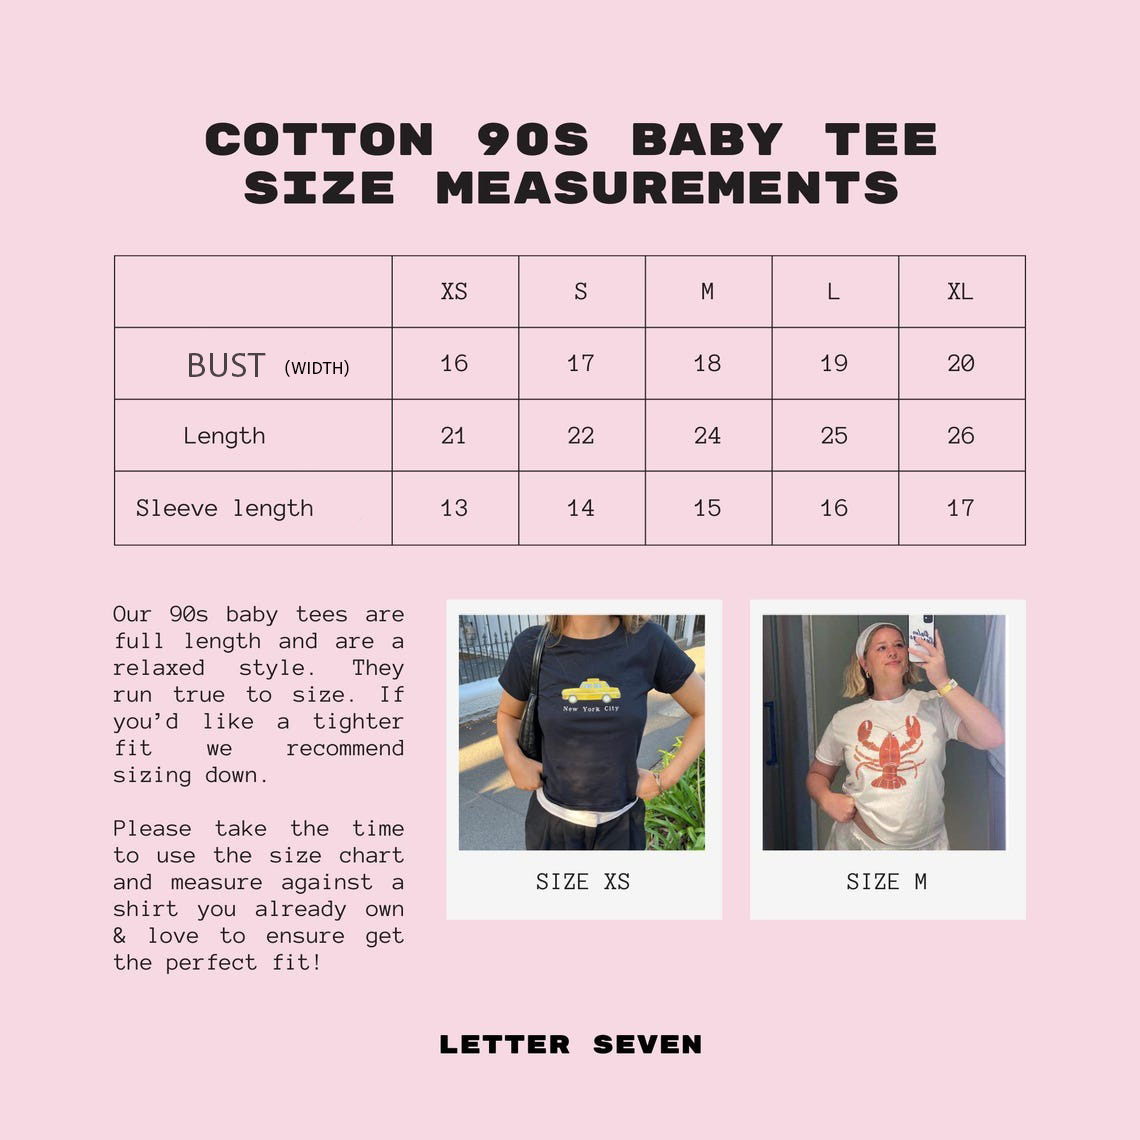 COTTON 90S BABY TEE
SIZE MEASUREMENTS
XS S M L XL
BUST (WIDTH) 16 17 18 19 20
Length 21 22 24 25 26
Sleeve length 13 14 15 16 17
Our 90s baby tees are
full length and are a
relaxed style. They
run true to size. If
you’d like a tighter
fit we recommend
sizing down.
Please take the time
to use the size chart
and measure against a
shirt you already own
& love to ensure get
the perfect fit!
New York City
SIZE XS
SIZE M
LETTER SEVEN